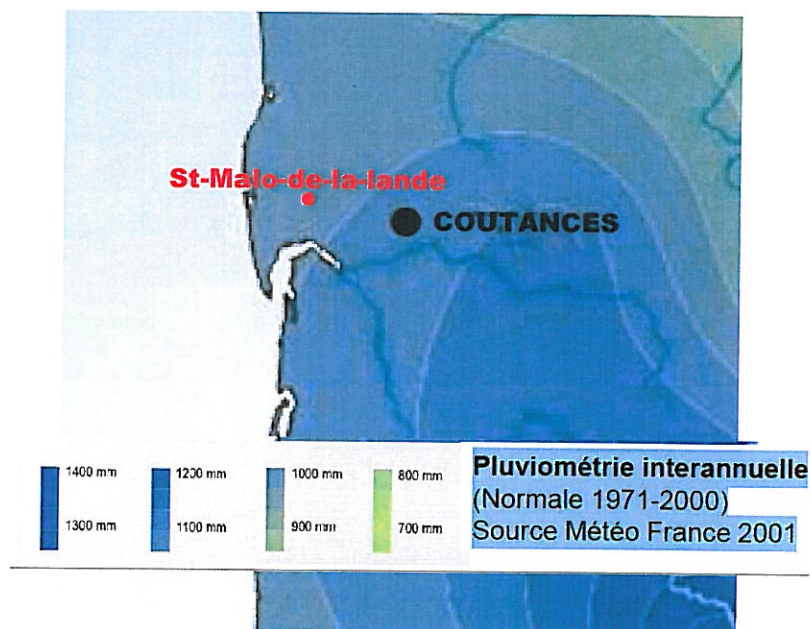 St-Malo-de-la-lande
COUTANCES
1400 mm
1300 mm
1200 mm
1100 mm
1000 mm
900 mm
800 mm
700 mm
Pluviométrie interannuelle
(Normale 1971-2000)
Source Météo France 2001